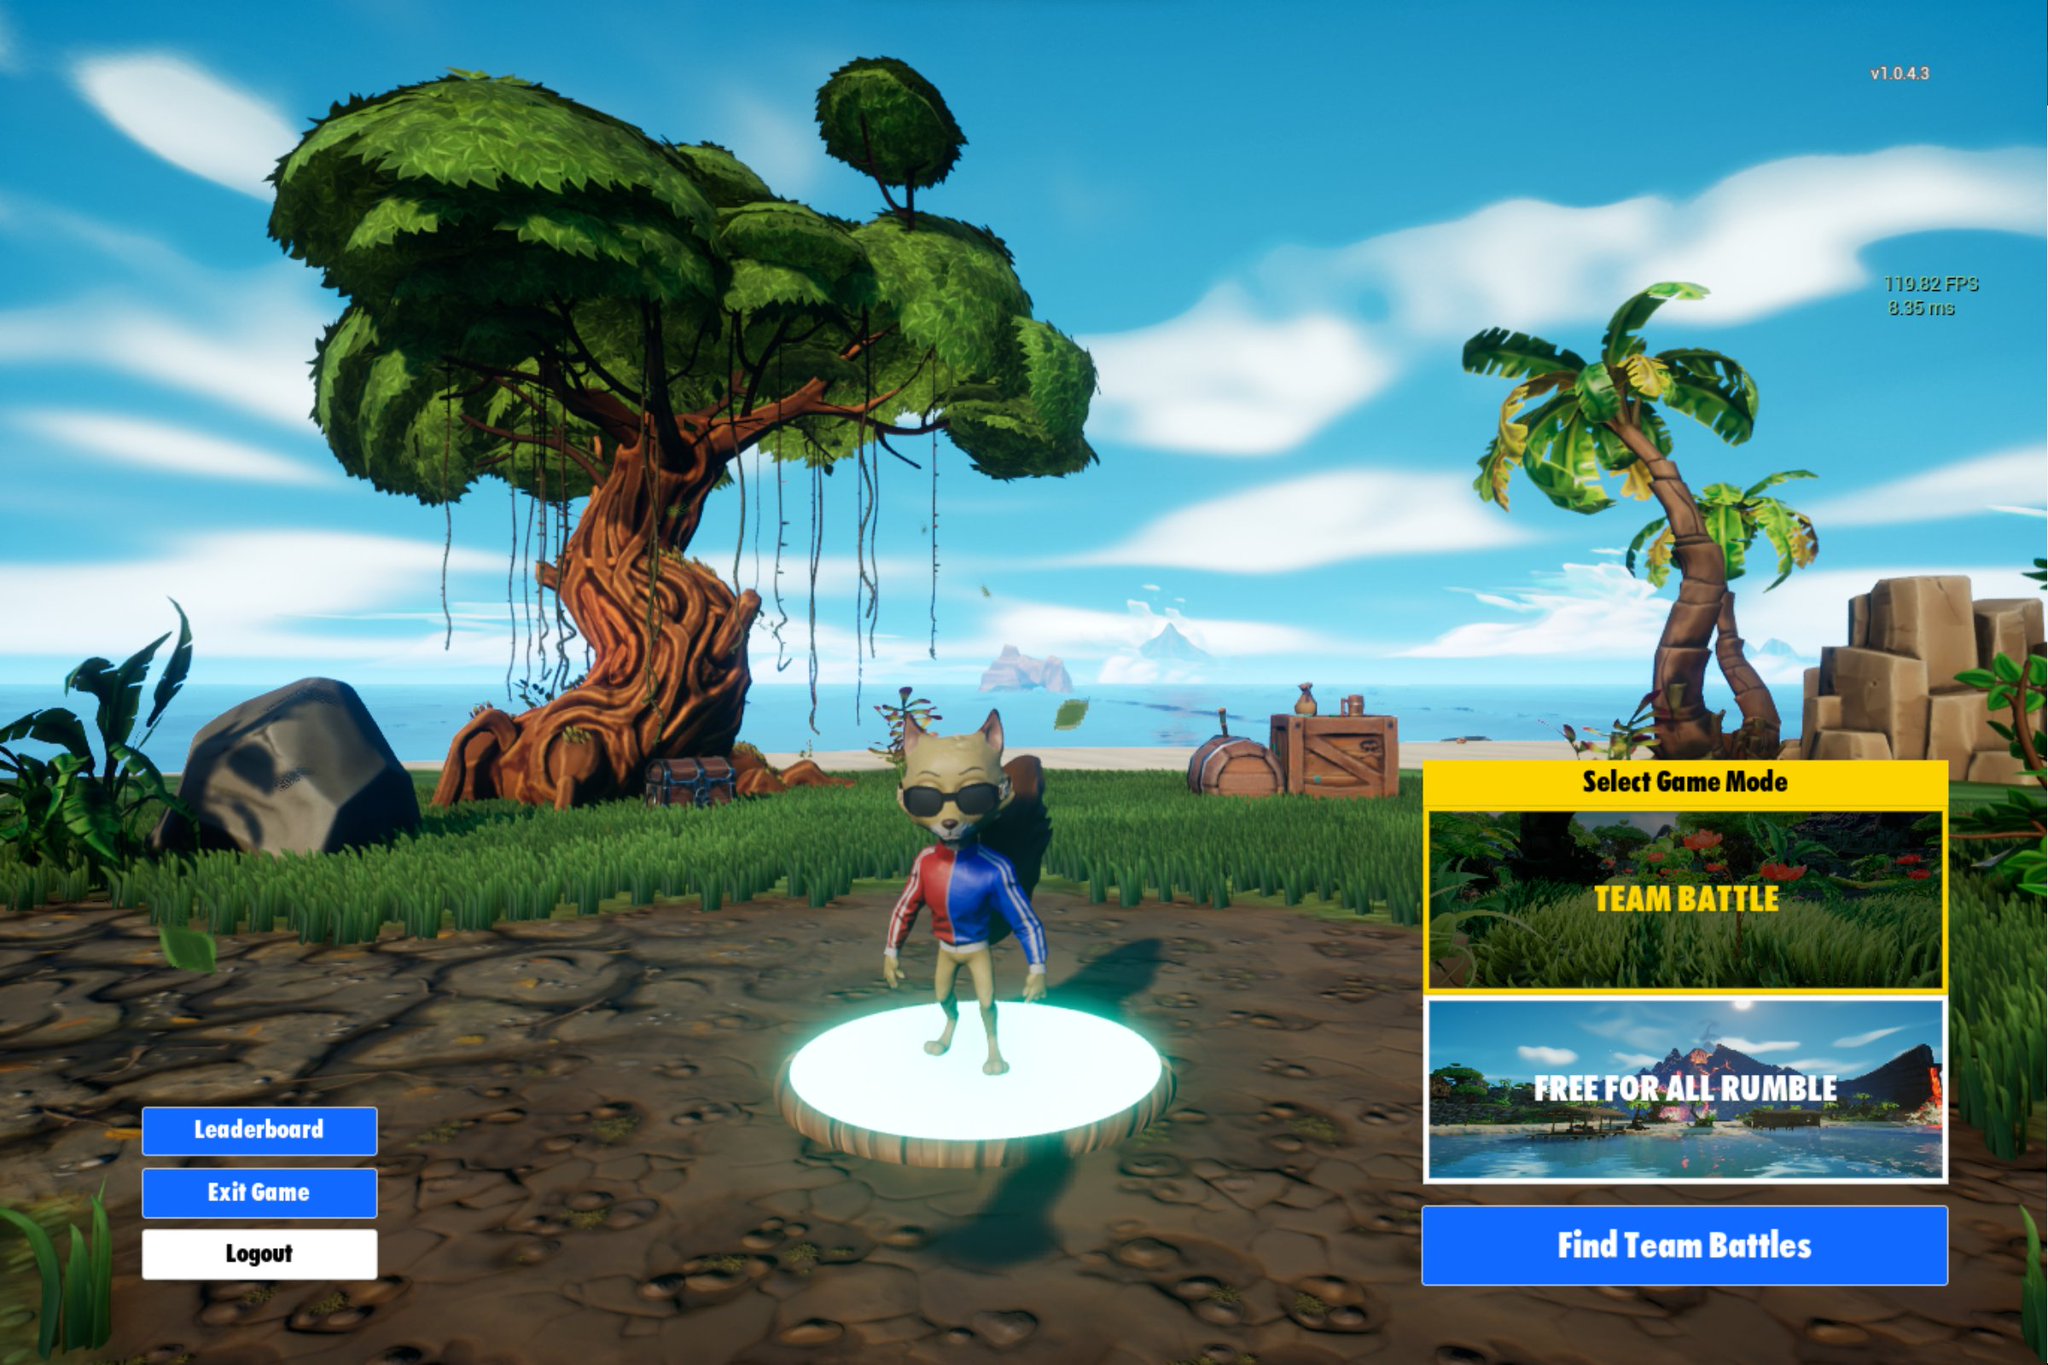 v1.0.4.3
119.82 FPS
8.35 ms
Select Game Mode
TEAM BATTLE
FREE FOR ALL RUMBLE
Find Team Battles
Leaderboard
Exit Game
Logout